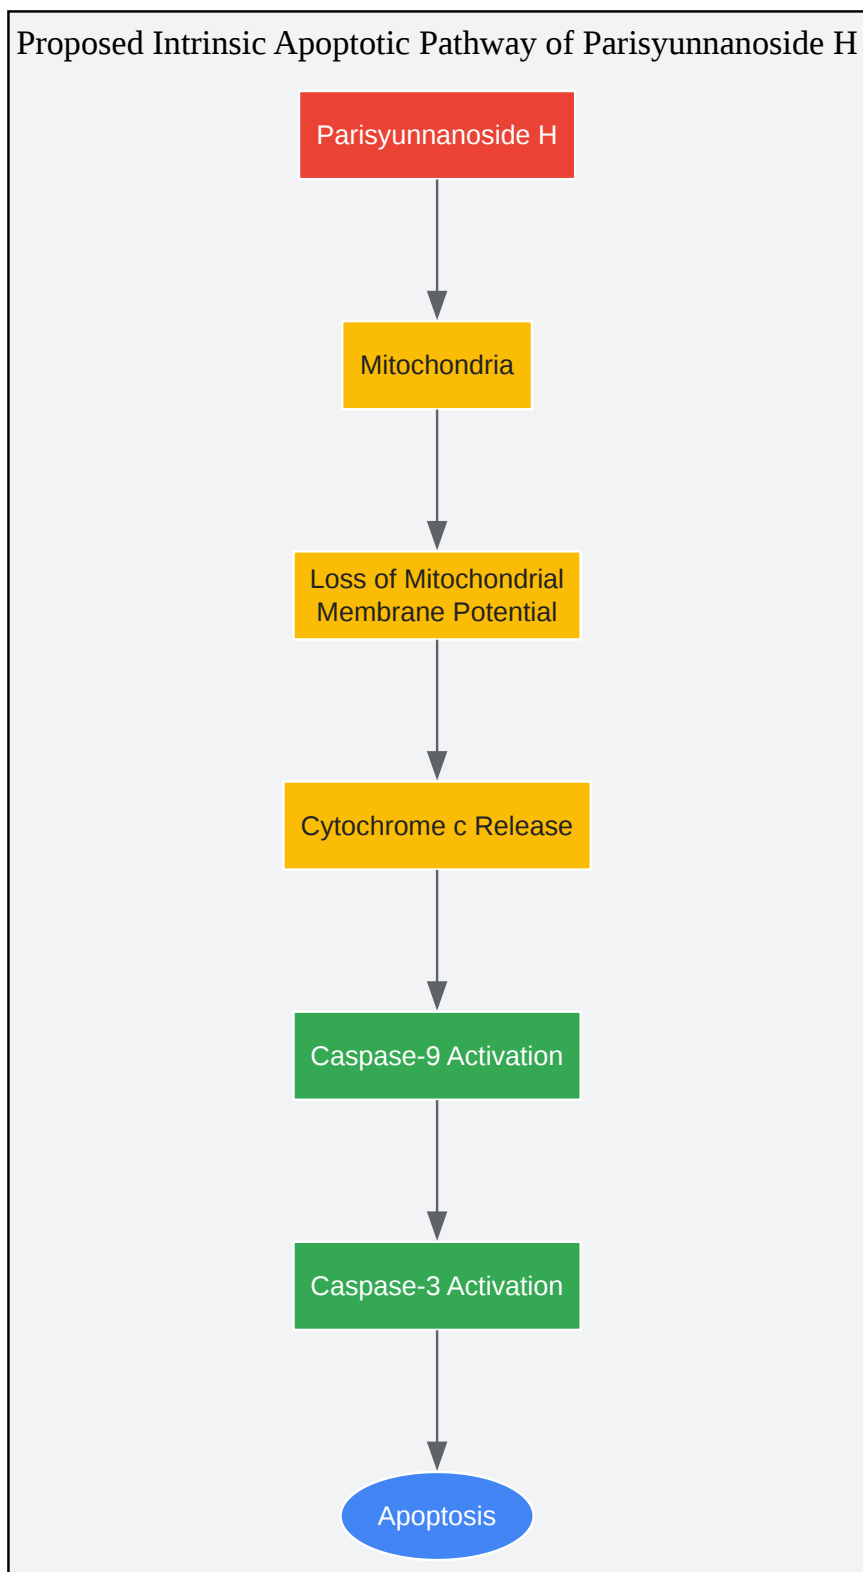 Proposed Intrinsic Apoptotic Pathway of Parisyunnanoside H
Parisyunnanoside H
Mitochondria
Loss of Mitochondrial
Membrane Potential
Cytochrome c Release
Caspase-9 Activation
Caspase-3 Activation
Apoptosis